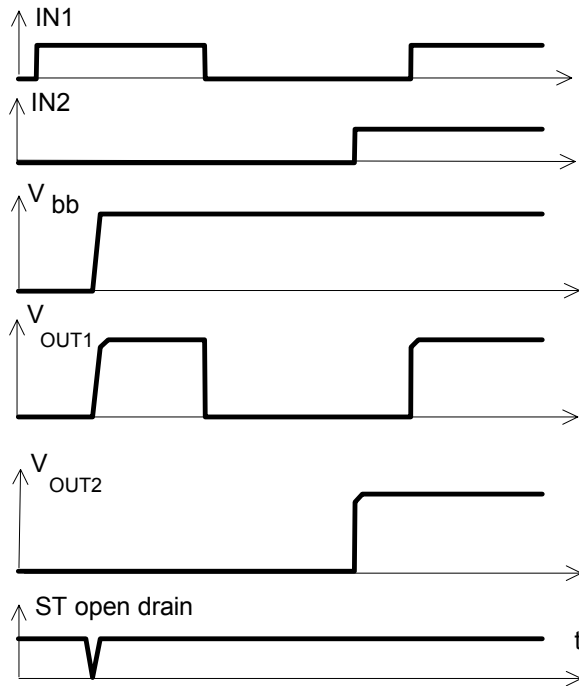 IN1
IN2
V bb
V OUT1
V OUT2
ST open drain
t